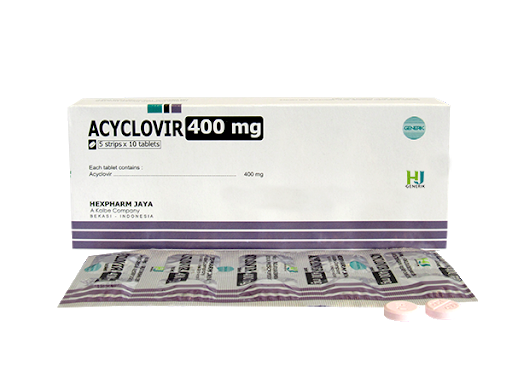 ACYCLOVIR 400 mg
5 strips x 10 tablets
GENERIK
Each tablet contains :
Acyclovir 400 mg
HJ
GENERIK
HEXPHARM JAYA
A Kalbe Company
BEKASI - INDONESIA